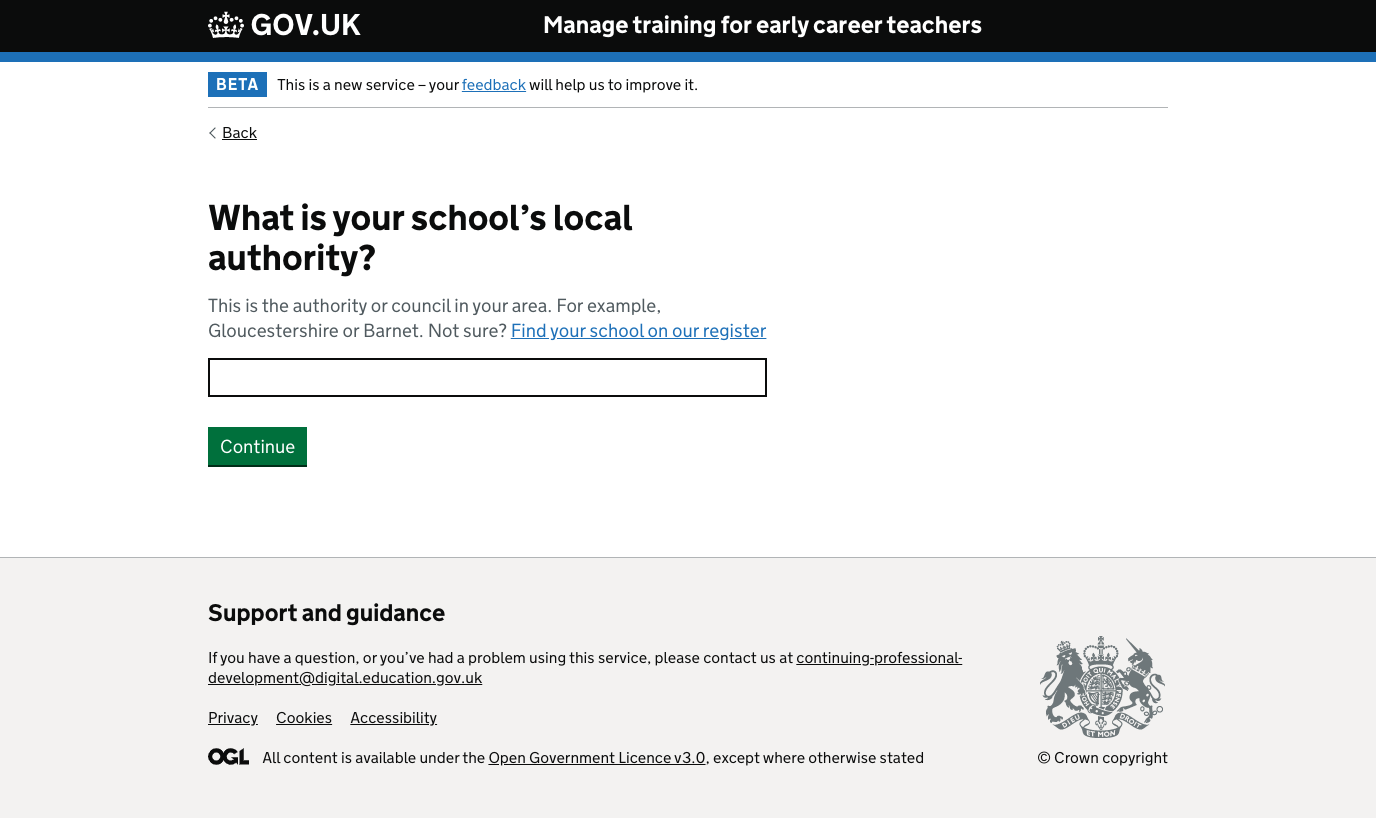 GOV.UK
Manage training for early career teachers
BETA
This is a new service – your feedback will help us to improve it.
Back
What is your school’s local
authority?
This is the authority or council in your area. For example,
Gloucestershire or Barnet. Not sure? Find your school on our register
Continue
Support and guidance
If you have a question, or you’ve had a problem using this service, please contact us at continuing-professional-
development@digital.education.gov.uk
Privacy Cookies Accessibility
OGL All content is available under the Open Government Licence v3.0, except where otherwise stated
DIEU ET MON DROIT
© Crown copyright